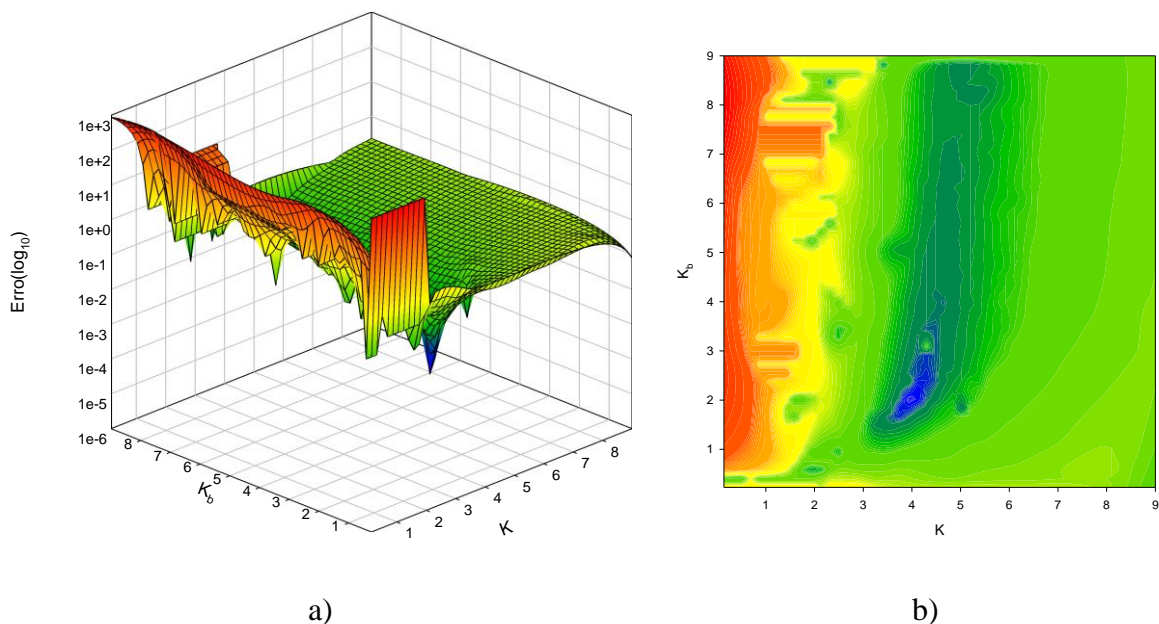 1e+3
1e+2
1e+1
1e+0
1e-1
1e-2
1e-3
1e-4
1e-5
1e-6
Erro(log10)
8 7 6 5 4 3 2 1
Kb
1 2 3 4 5 6 7 8
K
a)
9
8
7
6
5
4
3
2
1
Kb
1 2 3 4 5 6 7 8 9
K
b)